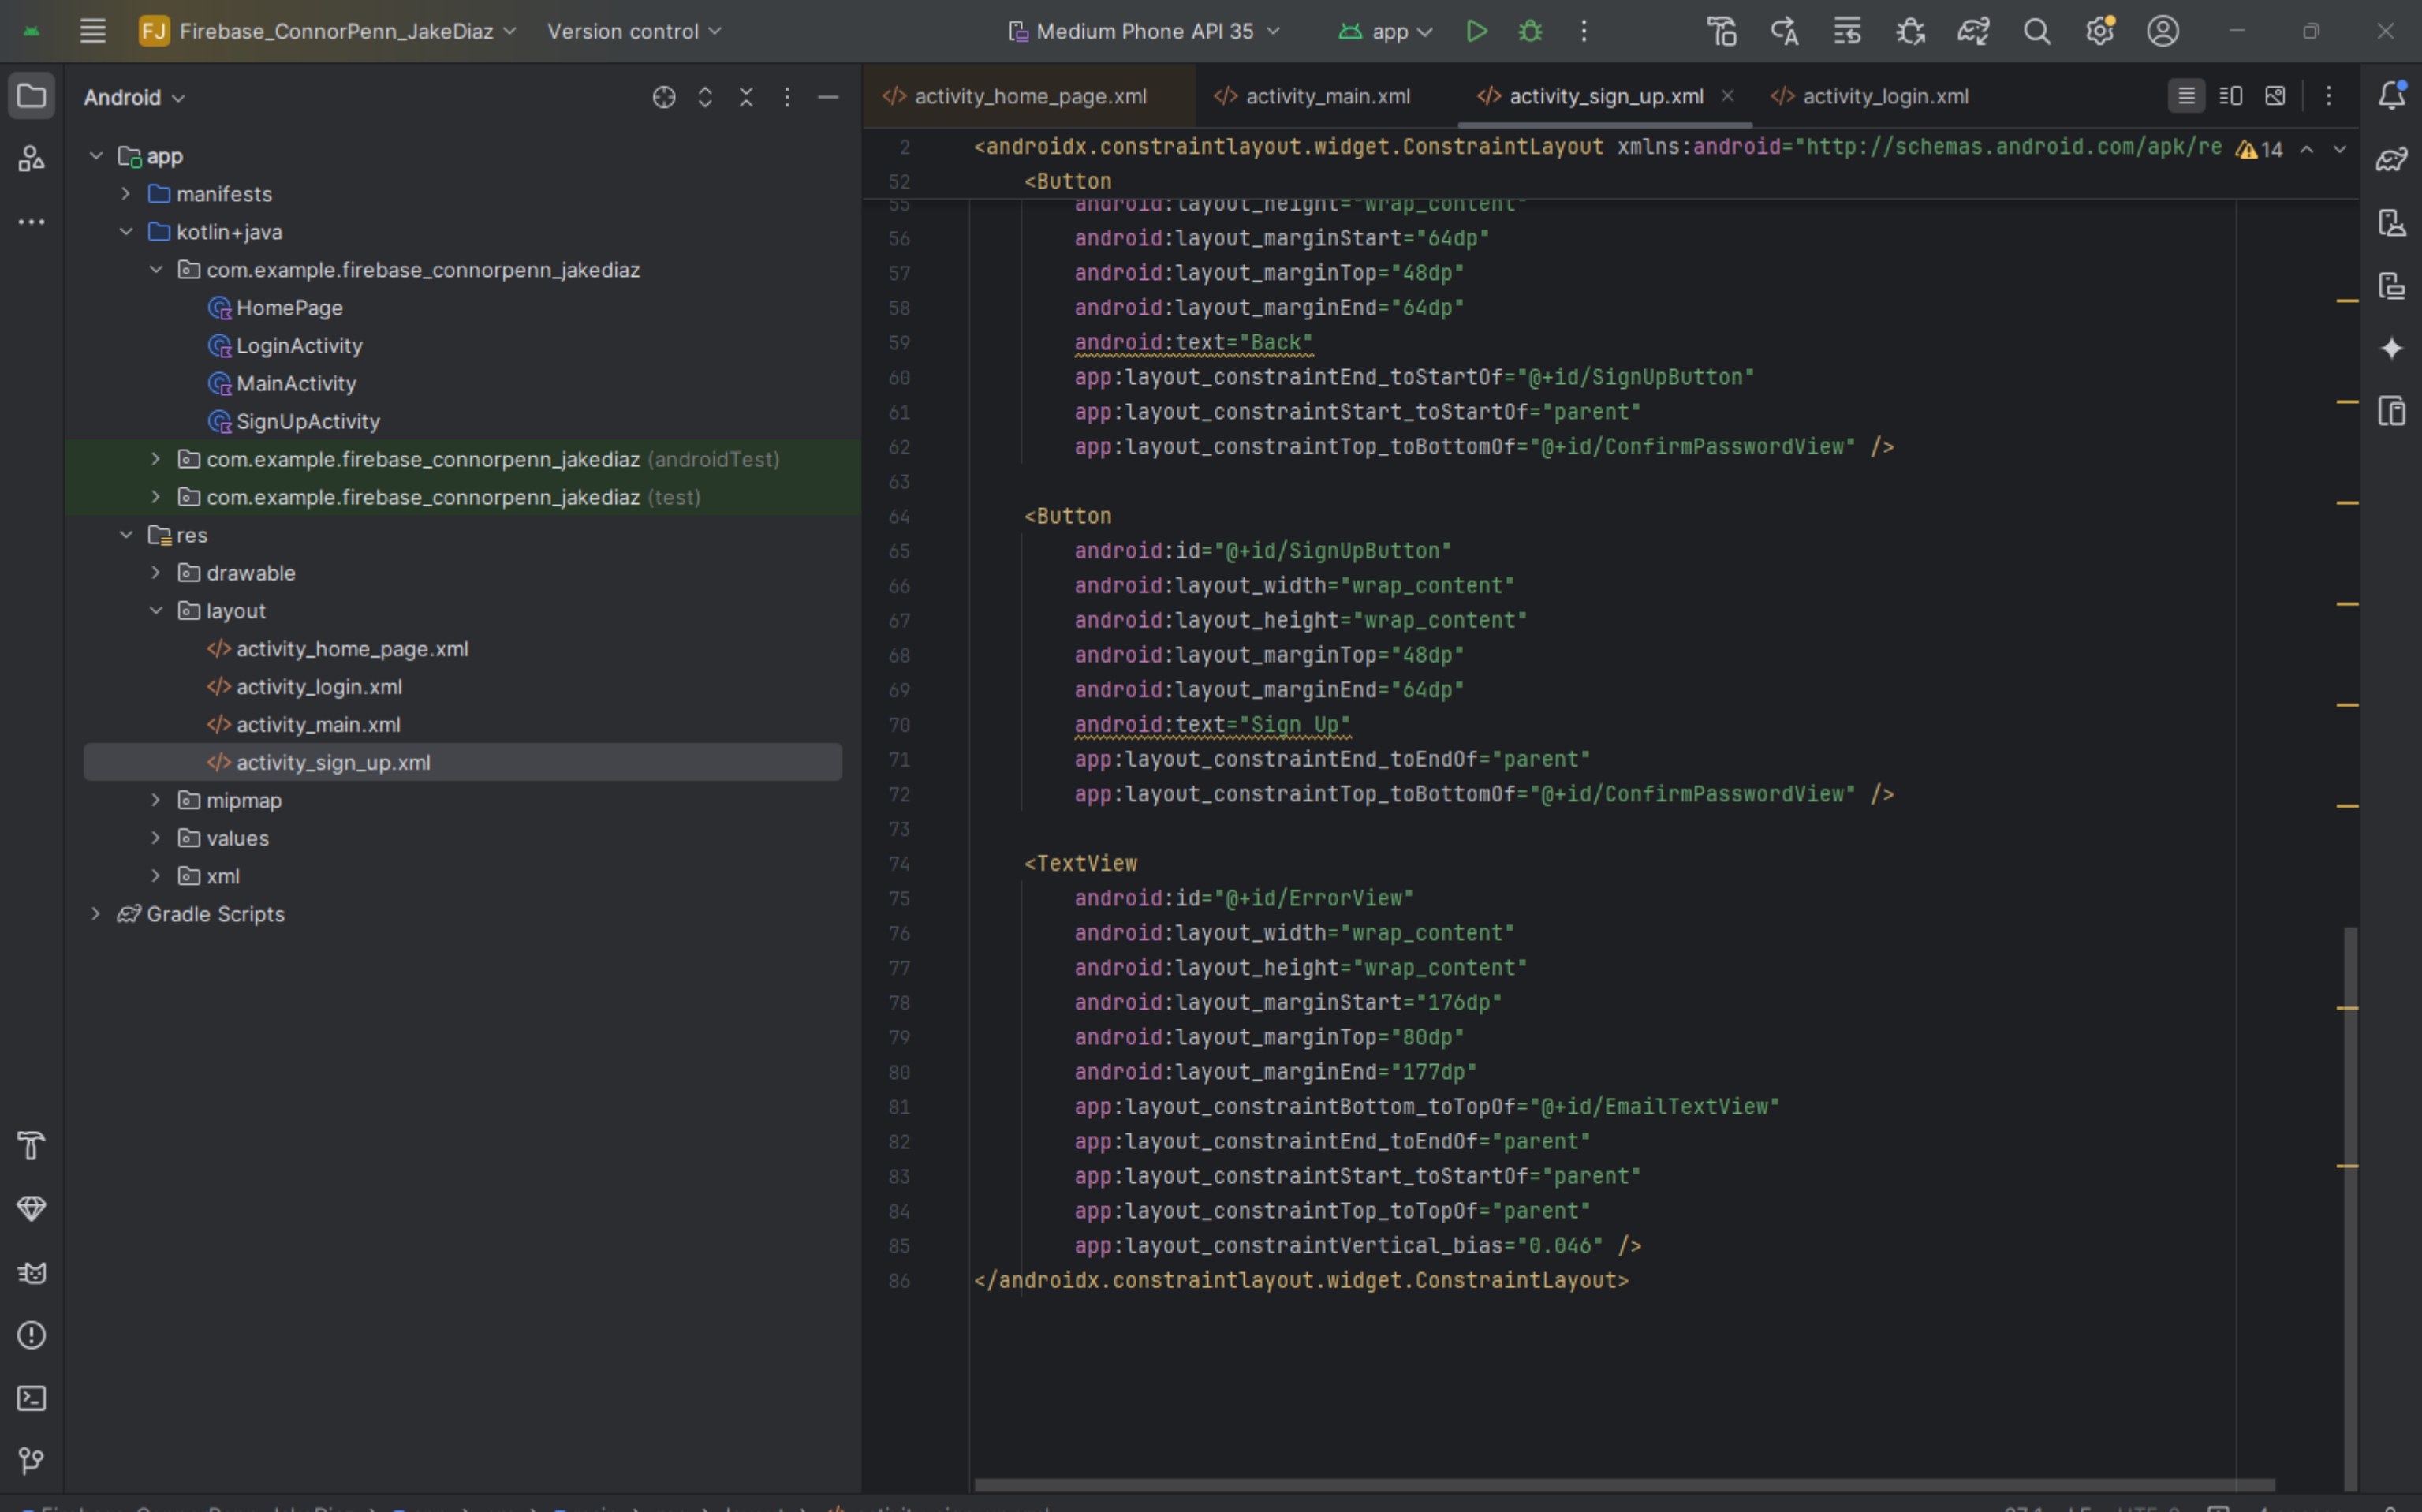 FJ Firebase_ConnorPenn_JakeDiaz Version control Medium Phone API 35 app
Android
app
manifests
kotlin+java
com.example.firebase_connorpenn_jakediaz
HomePage
LoginActivity
MainActivity
SignUpActivity
com.example.firebase_connorpenn_jakediaz (androidTest)
com.example.firebase_connorpenn_jakediaz (test)
res
drawable
layout
activity_home_page.xml
activity_login.xml
activity_main.xml
activity_sign_up.xml
mipmap
values
xml
Gradle Scripts
activity_home_page.xml activity_main.xml activity_sign_up.xml activity_login.xml
2 <androidx.constraintlayout.widget.ConstraintLayout xmlns:android="http://schemas.android.com/apk/re 14
52 <Button
55 android:layout_height="wrap_content"
56 android:layout_marginStart="64dp"
57 android:layout_marginTop="48dp"
58 android:layout_marginEnd="64dp"
59 android:text="Back"
60 app:layout_constraintEnd_toStartOf="@+id/SignUpButton"
61 app:layout_constraintStart_toStartOf="parent"
62 app:layout_constraintTop_toBottomOf="@+id/ConfirmPasswordView" />
63
64 <Button
65 android:id="@+id/SignUpButton"
66 android:layout_width="wrap_content"
67 android:layout_height="wrap_content"
68 android:layout_marginTop="48dp"
69 android:layout_marginEnd="64dp"
70 android:text="Sign Up"
71 app:layout_constraintEnd_toEndOf="parent"
72 app:layout_constraintTop_toBottomOf="@+id/ConfirmPasswordView" />
73
74 <TextView
75 android:id="@+id/ErrorView"
76 android:layout_width="wrap_content"
77 android:layout_height="wrap_content"
78 android:layout_marginStart="176dp"
79 android:layout_marginTop="80dp"
80 android:layout_marginEnd="177dp"
81 app:layout_constraintBottom_toTopOf="@+id/EmailTextView"
82 app:layout_constraintEnd_toEndOf="parent"
83 app:layout_constraintStart_toStartOf="parent"
84 app:layout_constraintTop_toTopOf="parent"
85 app:layout_constraintVertical_bias="0.046" />
86 </androidx.constraintlayout.widget.ConstraintLayout>